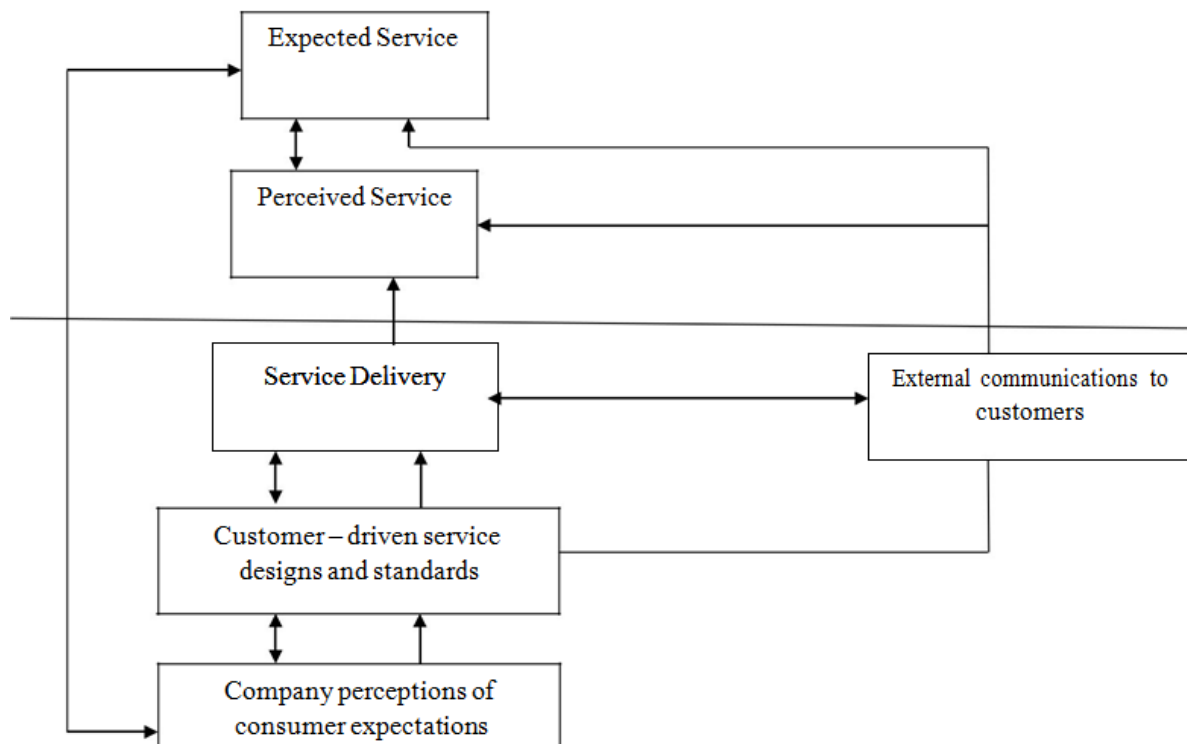 Expected Service
Perceived Service
Service Delivery
External communications to
customers
Customer – driven service
designs and standards
Company perceptions of
consumer expectations